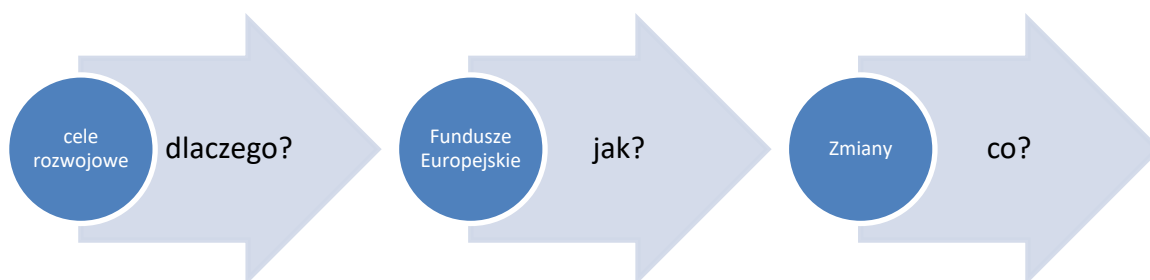 cele
rozwojowe
dlaczego?
Fundusze
Europejskie
jak?
Zmiany
co?